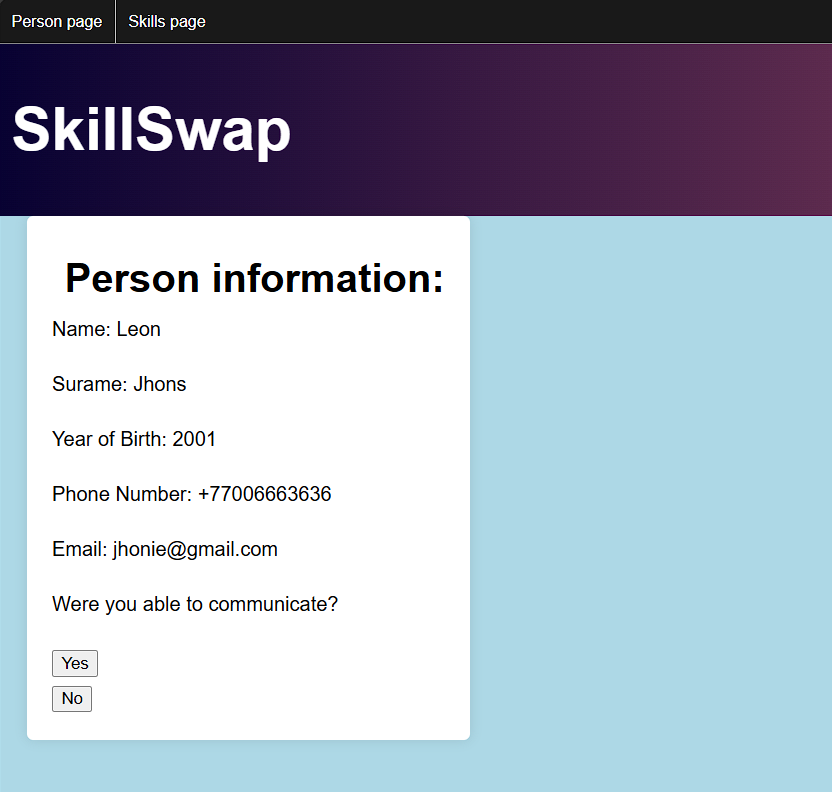 Person page Skills page
SkillSwap
Person information:
Name: Leon
Surame: Jhons
Year of Birth: 2001
Phone Number: +77006663636
Email: jhonie@gmail.com
Were you able to communicate?
Yes
No